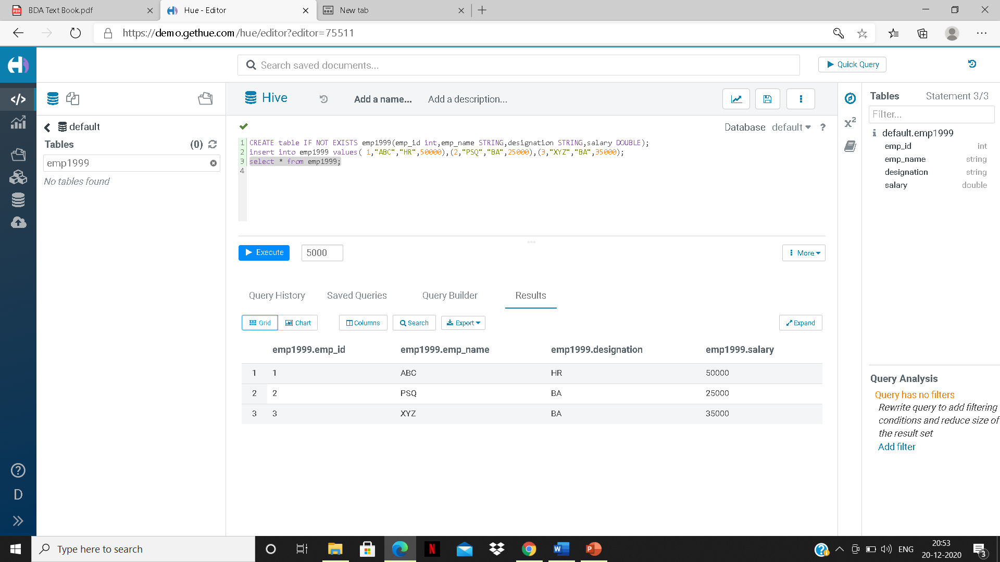 BDA Text Book.pdf
Hue - Editor
New tab
https://demo.gethue.com/hue/editor?editor=75511
Search saved documents...
Quick Query
Hive
Add a name...
Add a description...
default
Tables
(0)
emp1999
No tables found
Database default ?
1 CREATE table IF NOT EXISTS emp1999(emp_id int,emp_name STRING,designation STRING,salary DOUBLE);
2 insert into emp1999 values( 1,"ABC","HR",50000),(2,"PSQ","BA",25000),(3,"XYZ","BA",35000);
3 select * from emp1999;
4
Execute
5000
More
Query History Saved Queries Query Builder Results
Grid Chart Columns Search Export Expand
emp1999.emp_id emp1999.emp_name emp1999.designation emp1999.salary
1 1 ABC HR 50000
2 2 PSQ BA 25000
3 3 XYZ BA 35000
Tables Statement 3/3
Filter...
default.emp1999
emp_id int
emp_name string
designation string
salary double
x2
Query Analysis
Query has no filters
Rewrite query to add filtering
conditions and reduce size of
the result set
Add filter
D
Type here to search
ENG
20:53
20-12-2020
3